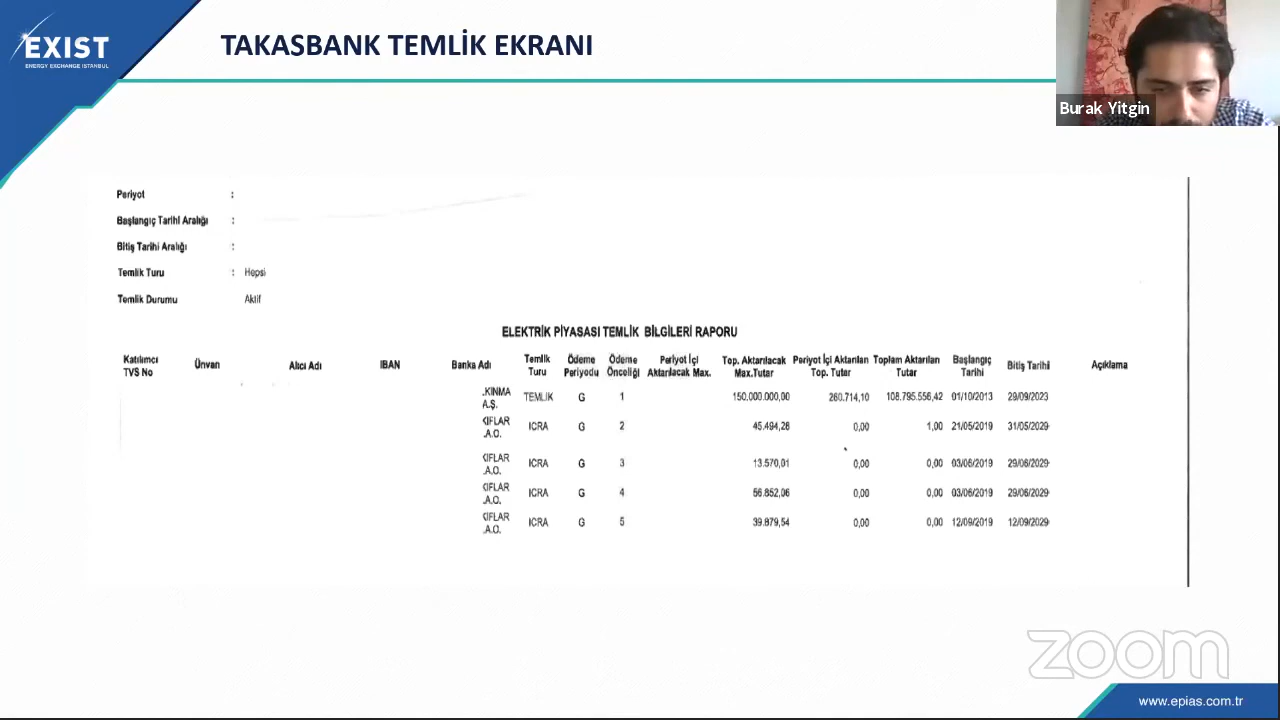 EXIST
ENERGY EXCHANGE ISTANBUL
TAKASBANK TEMLİK EKRANI
Burak Yitgin
Periyot :
Başlangıç Tarihi Aralığı :
Bitiş Tarihi Aralığı :
Temlik Turu : Hepsi
Temlik Durumu Aktif
ELEKTRİK PİYASASI TEMLİK BİLGİLERİ RAPORU
Katılımcı TVS No Ünvan Alıcı Adı IBAN Banka Adı Temlik Turu Ödeme Periyodu Ödeme Önceliği Periyot İçi Aktarılacak Max. Top. Aktarılacak Max.Tutar Periyot İçi Aktarılan Top. Tutar Toplam Aktarılan Tutar Başlangıç Tarihi Bitiş Tarihi Açıklama
.KINMA A.Ş. TEMLIK G 1 150.000.000,00 260.714,10 108.795.556,42 01/10/2013 29/09/2023
KIFLAR .A.O. ICRA G 2 45.494,28 0,00 1,00 21/05/2019 31/05/2029
KIFLAR .A.O. ICRA G 3 13.570,01 0,00 0,00 03/06/2019 29/06/2029
KIFLAR .A.O. ICRA G 4 56.852,06 0,00 0,00 03/06/2019 29/06/2029
KIFLAR .A.O. ICRA G 5 39.879,54 0,00 0,00 12/09/2019 12/09/2029
zoom
www.epias.com.tr